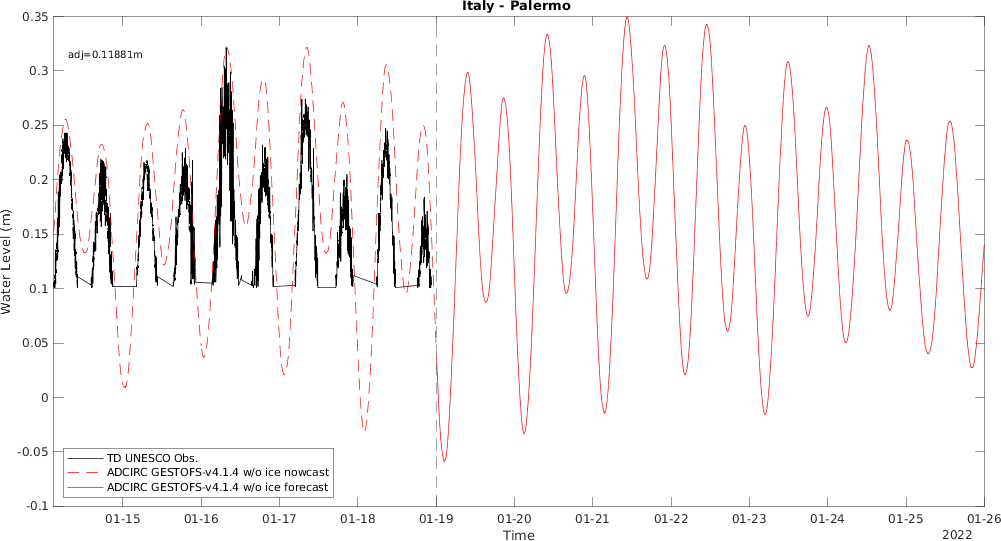 Italy - Palermo
adj=0.11881m
Water Level (m)
0.35
0.3
0.25
0.2
0.15
0.1
0.05
0
-0.05
-0.1
TD UNESCO Obs.
ADCIRC GESTOFS-v4.1.4 w/o ice nowcast
ADCIRC GESTOFS-v4.1.4 w/o ice forecast
01-15 01-16 01-17 01-18 01-19 01-20 01-21 01-22 01-23 01-24 01-25 01-26
Time
2022